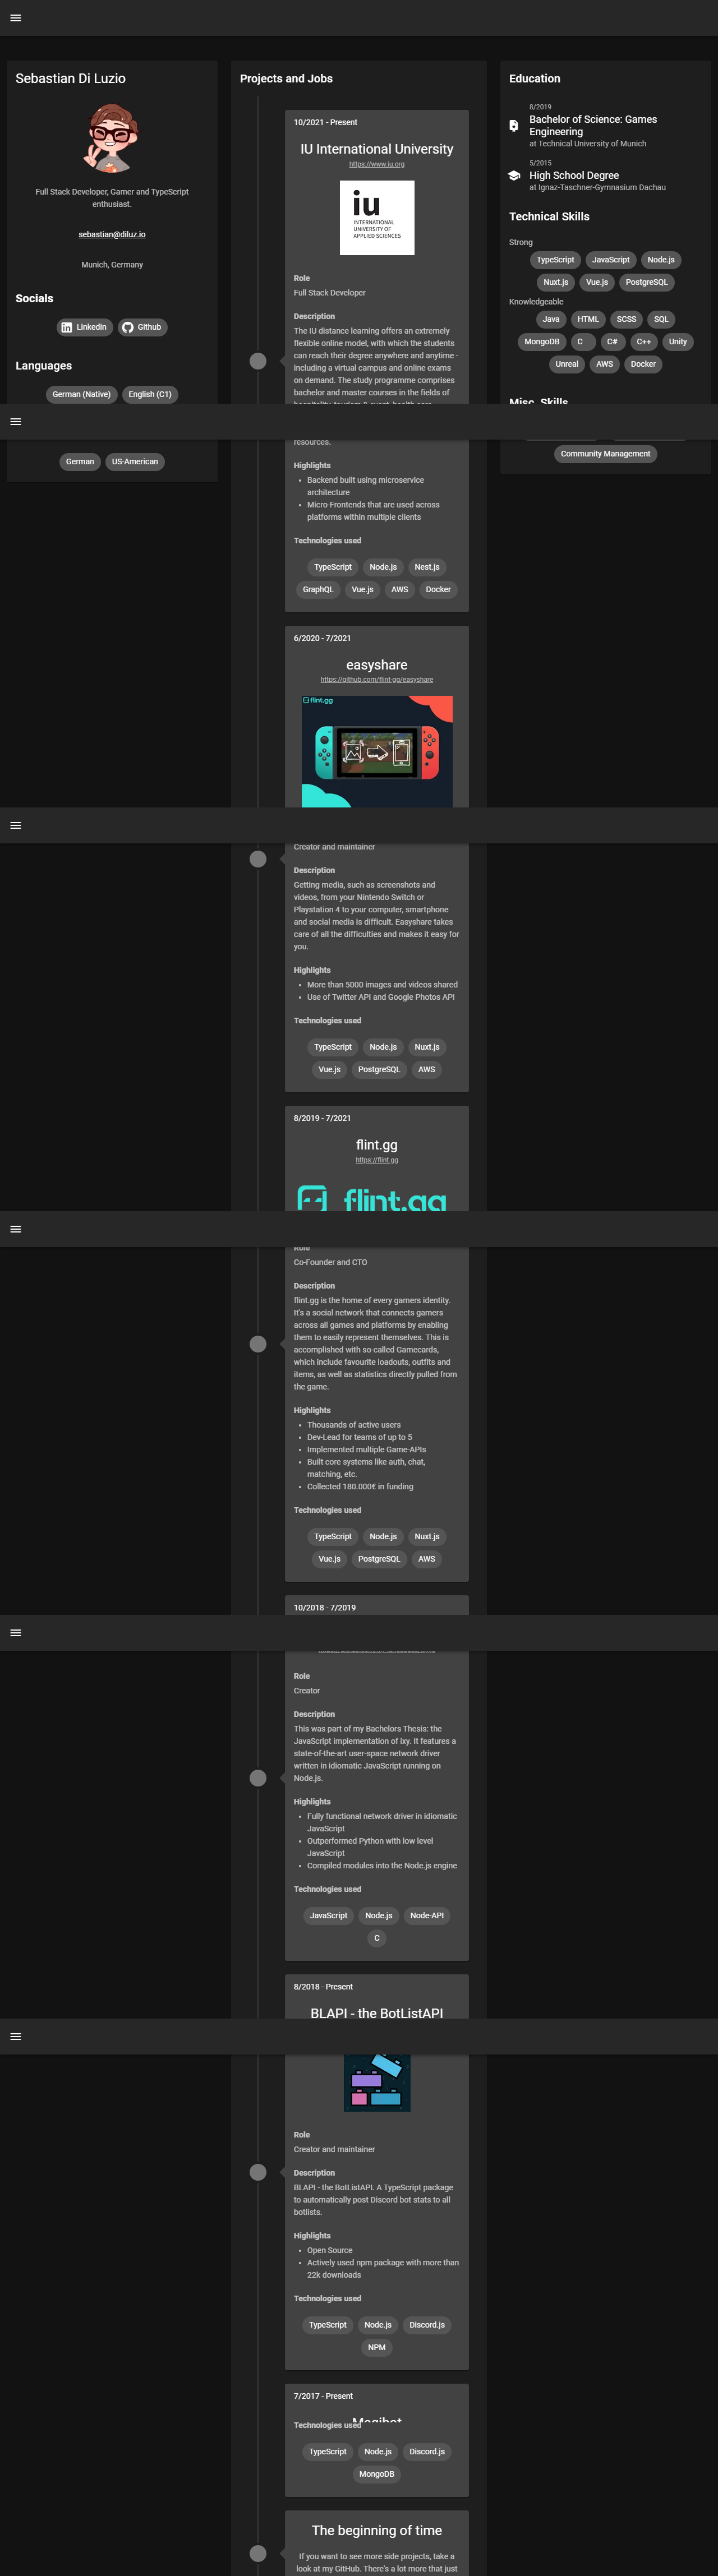 Sebastian Di Luzio
Full Stack Developer, Gamer and TypeScript
enthusiast.
sebastian@diluz.io
Munich, Germany
Socials
Linkedin
Github
Languages
German (Native)
English (C1)
German
US-American
Projects and Jobs
10/2021 - Present
IU International University
https://www.iu.org
iu
INTERNATIONAL
UNIVERSITY OF
APPLIED SCIENCES
Role
Full Stack Developer
Description
The IU distance learning offers an extremely
flexible online model, with which the students
can reach their degree anywhere and anytime -
including a virtual campus and online exams
on demand. The study programme comprises
bachelor and master courses in the fields of
resources.
Highlights
Backend built using microservice
architecture
Micro-Frontends that are used across
platforms within multiple clients
Technologies used
TypeScript
Node.js
Nest.js
GraphQL
Vue.js
AWS
Docker
6/2020 - 7/2021
easyshare
https://github.com/flint-gg/easyshare
flint.gg
Creator and maintainer
Description
Getting media, such as screenshots and
videos, from your Nintendo Switch or
Playstation 4 to your computer, smartphone
and social media is difficult. Easyshare takes
care of all the difficulties and makes it easy for
you.
Highlights
More than 5000 images and videos shared
Use of Twitter API and Google Photos API
Technologies used
TypeScript
Node.js
Nuxt.js
Vue.js
PostgreSQL
AWS
8/2019 - 7/2021
flint.gg
https://flint.gg
flint.gg
Role
Co-Founder and CTO
Description
flint.gg is the home of every gamers identity.
It's a social network that connects gamers
across all games and platforms by enabling
them to easily represent themselves. This is
accomplished with so-called Gamecards,
which include favourite loadouts, outfits and
items, as well as statistics directly pulled from
the game.
Highlights
Thousands of active users
Dev-Lead for teams of up to 5
Implemented multiple Game-APIs
Built core systems like auth, chat,
matching, etc.
Collected 180.000€ in funding
Technologies used
TypeScript
Node.js
Nuxt.js
Vue.js
PostgreSQL
AWS
10/2018 - 7/2019
Role
Creator
Description
This was part of my Bachelors Thesis: the
JavaScript implementation of ixy. It features a
state-of-the-art user-space network driver
written in idiomatic JavaScript running on
Node.js.
Highlights
Fully functional network driver in idiomatic
JavaScript
Outperformed Python with low level
JavaScript
Compiled modules into the Node.js engine
Technologies used
JavaScript
Node.js
Node-API
C
8/2018 - Present
BLAPI - the BotListAPI
Role
Creator and maintainer
Description
BLAPI - the BotListAPI. A TypeScript package
to automatically post Discord bot stats to all
botlists.
Highlights
Open Source
Actively used npm package with more than
22k downloads
Technologies used
TypeScript
Node.js
Discord.js
NPM
7/2017 - Present
Magibot
Technologies used
TypeScript
Node.js
Discord.js
MongoDB
The beginning of time
If you want to see more side projects, take a
look at my GitHub. There's a lot more that just
Education
8/2019
Bachelor of Science: Games
Engineering
at Technical University of Munich
5/2015
High School Degree
at Ignaz-Taschner-Gymnasium Dachau
Technical Skills
Strong
TypeScript
JavaScript
Node.js
Nuxt.js
Vue.js
PostgreSQL
Knowledgeable
Java
HTML
SCSS
SQL
MongoDB
C
C#
C++
Unity
Unreal
AWS
Docker
Misc. Skills
Community Management